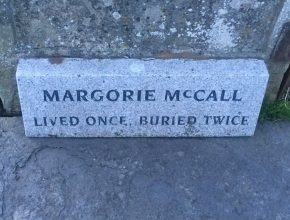 MARGORIE McCALL
LIVED ONCE, BURIED TWICE